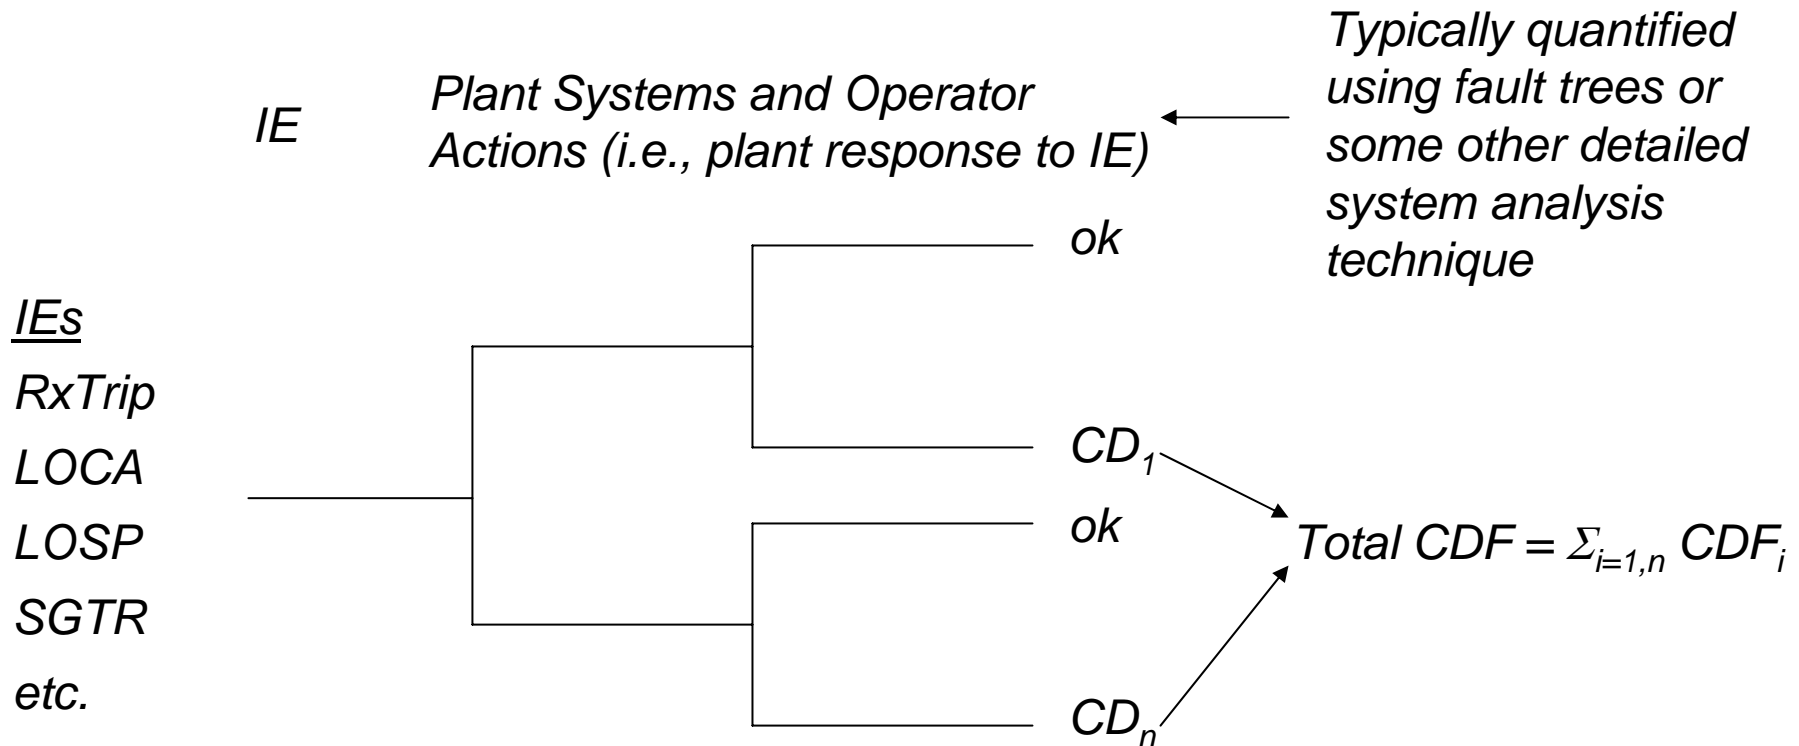 IE
Plant Systems and Operator
Actions (i.e., plant response to IE)
Typically quantified
using fault trees or
some other detailed
system analysis
technique
IEs
RxTrip
LOCA
LOSP
SGTR
etc.
ok
CD1
ok
CDn
Total CDF = Σi=1,n CDFi